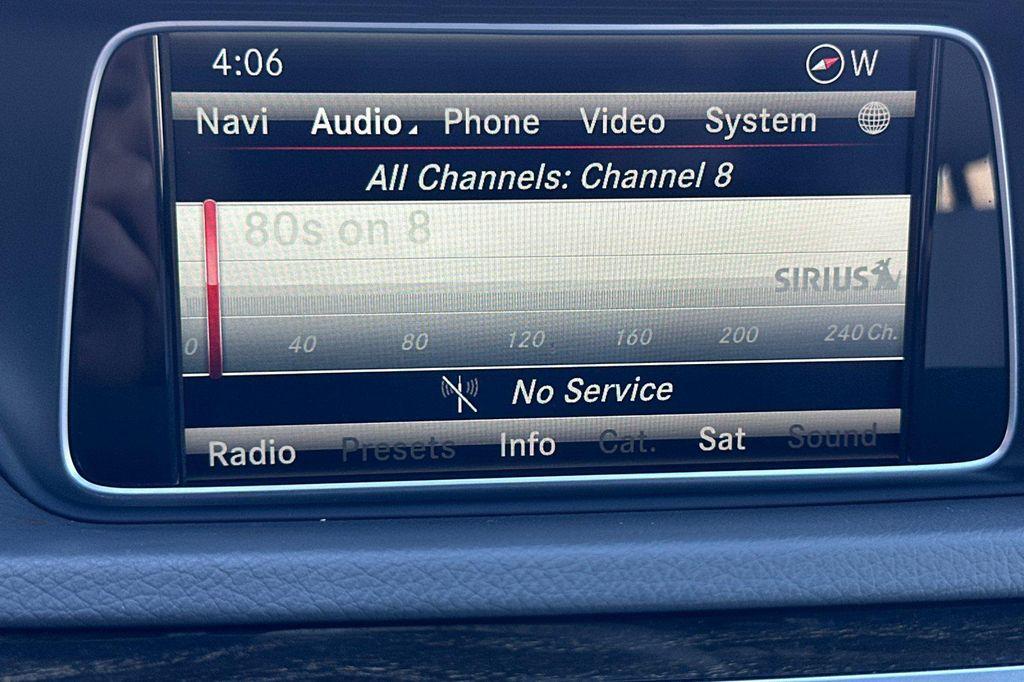 4:06 W
Navi Audio Phone Video System
All Channels: Channel 8
80s on 8
SIRIUS
0 40 80 120 160 200 240 Ch.
No Service
Radio Presets Info Cat. Sat Sound